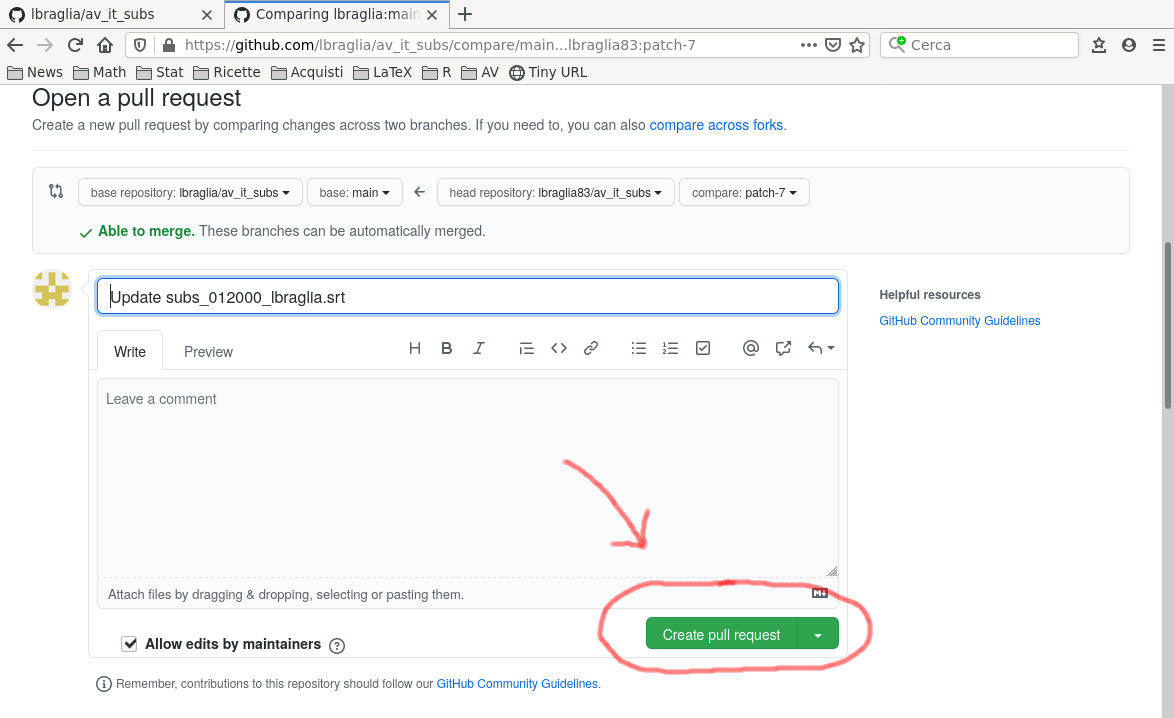 lbraglia/av_it_subs
Comparing lbraglia:main
https://github.com/lbraglia/av_it_subs/compare/main...lbraglia83:patch-7
Cerca
News Math Stat Ricette Acquisti LaTeX R AV Tiny URL
Open a pull request
Create a new pull request by comparing changes across two branches. If you need to, you can also compare across forks.
base repository: lbraglia/av_it_subs base: main head repository: lbraglia83/av_it_subs compare: patch-7
Able to merge. These branches can be automatically merged.
Update subs_012000_lbraglia.srt
Helpful resources
GitHub Community Guidelines
Write Preview H B I @
Leave a comment
Attach files by dragging & dropping, selecting or pasting them.
Create pull request
Allow edits by maintainers ?
Remember, contributions to this repository should follow our GitHub Community Guidelines.